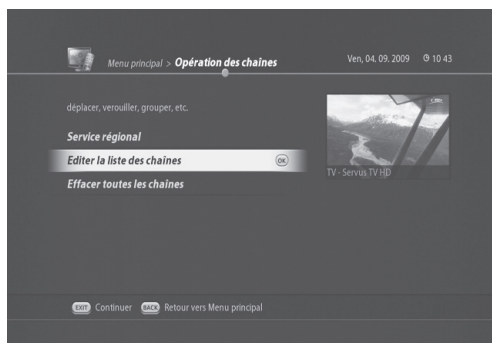 Menu principal > Opération des chaînes
Ven, 04. 09. 2009 10 43
déplacer, verouiller, grouper, etc.
Service régional
Editer la liste des chaines OK
Effacer toutes les chaînes
TV - Servus TV HD
EXIT Continuer BACK Retour vers Menu principal